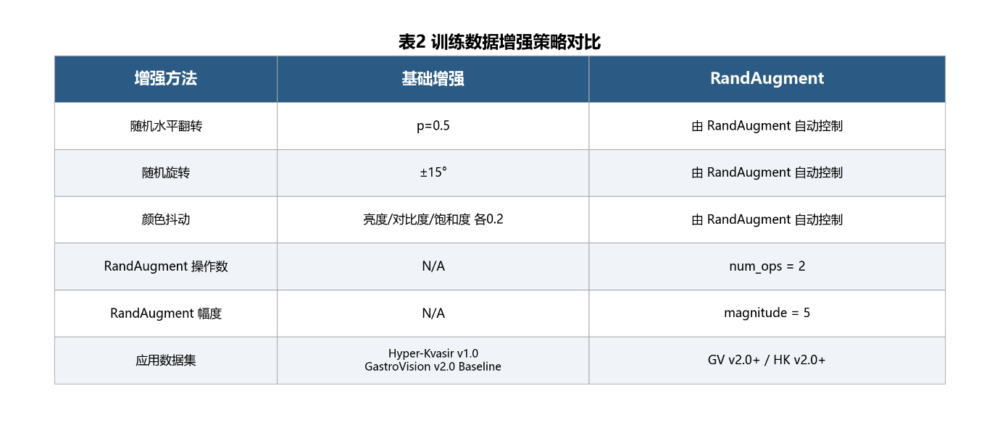 表2 训练数据增强策略对比
增强方法 基础增强 RandAugment
随机水平翻转 p=0.5 由 RandAugment 自动控制
随机旋转 ±15° 由 RandAugment 自动控制
颜色抖动 亮度/对比度/饱和度 各0.2 由 RandAugment 自动控制
RandAugment 操作数 N/A num_ops = 2
RandAugment 幅度 N/A magnitude = 5
应用数据集 Hyper-Kvasir v1.0
GastroVision v2.0 Baseline GV v2.0+ / HK v2.0+